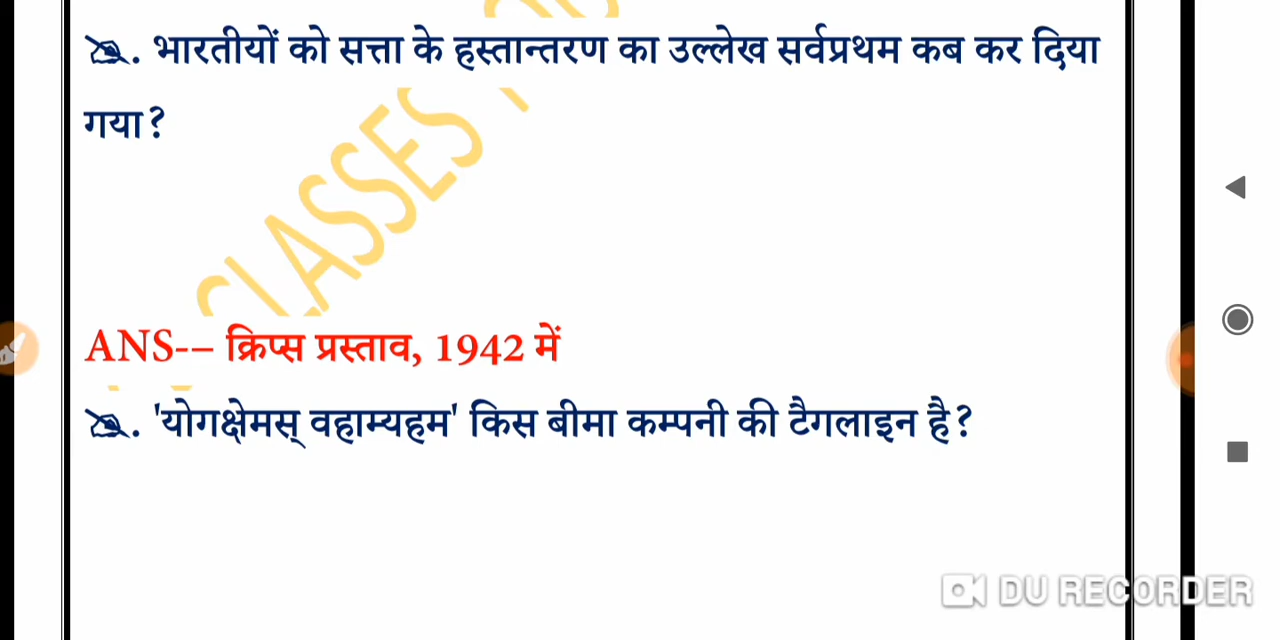 . भारतीयों को सत्ता के हस्तान्तरण का उल्लेख सर्वप्रथम कब कर दिया
गया?
CLASSES
ANS-– क्रिप्स प्रस्ताव, 1942 में
. 'योगक्षेमस् वहाम्यहम' किस बीमा कम्पनी की टैगलाइन है?
DU RECORDER